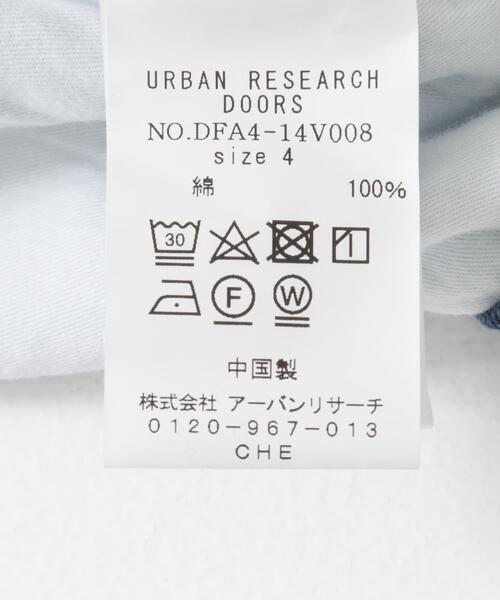 URBAN RESEARCH
DOORS
NO.DFA4-14V008
size 4
綿 100%
30
F W
中国製
株式会社 アーバンリサーチ
0120-967-013
CHE